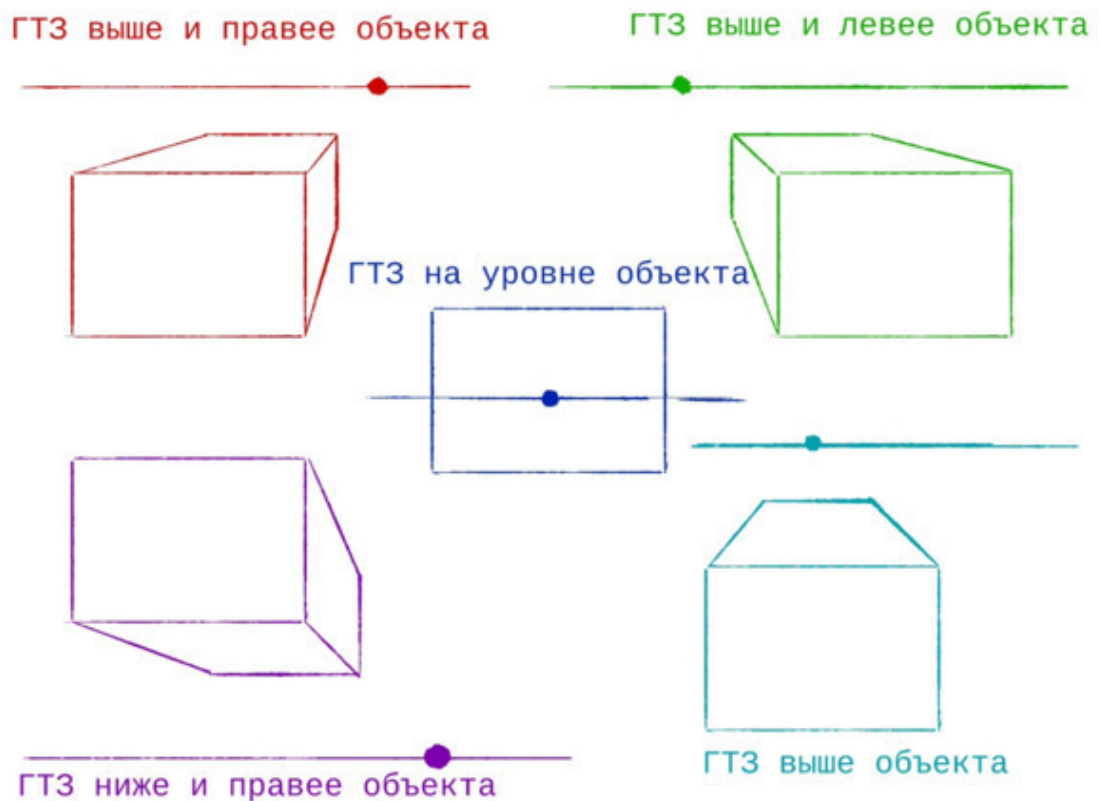 ГТЗ выше и правее объекта
ГТЗ выше и левее объекта
ГТЗ на уровне объекта
ГТЗ ниже и правее объекта
ГТЗ выше объекта